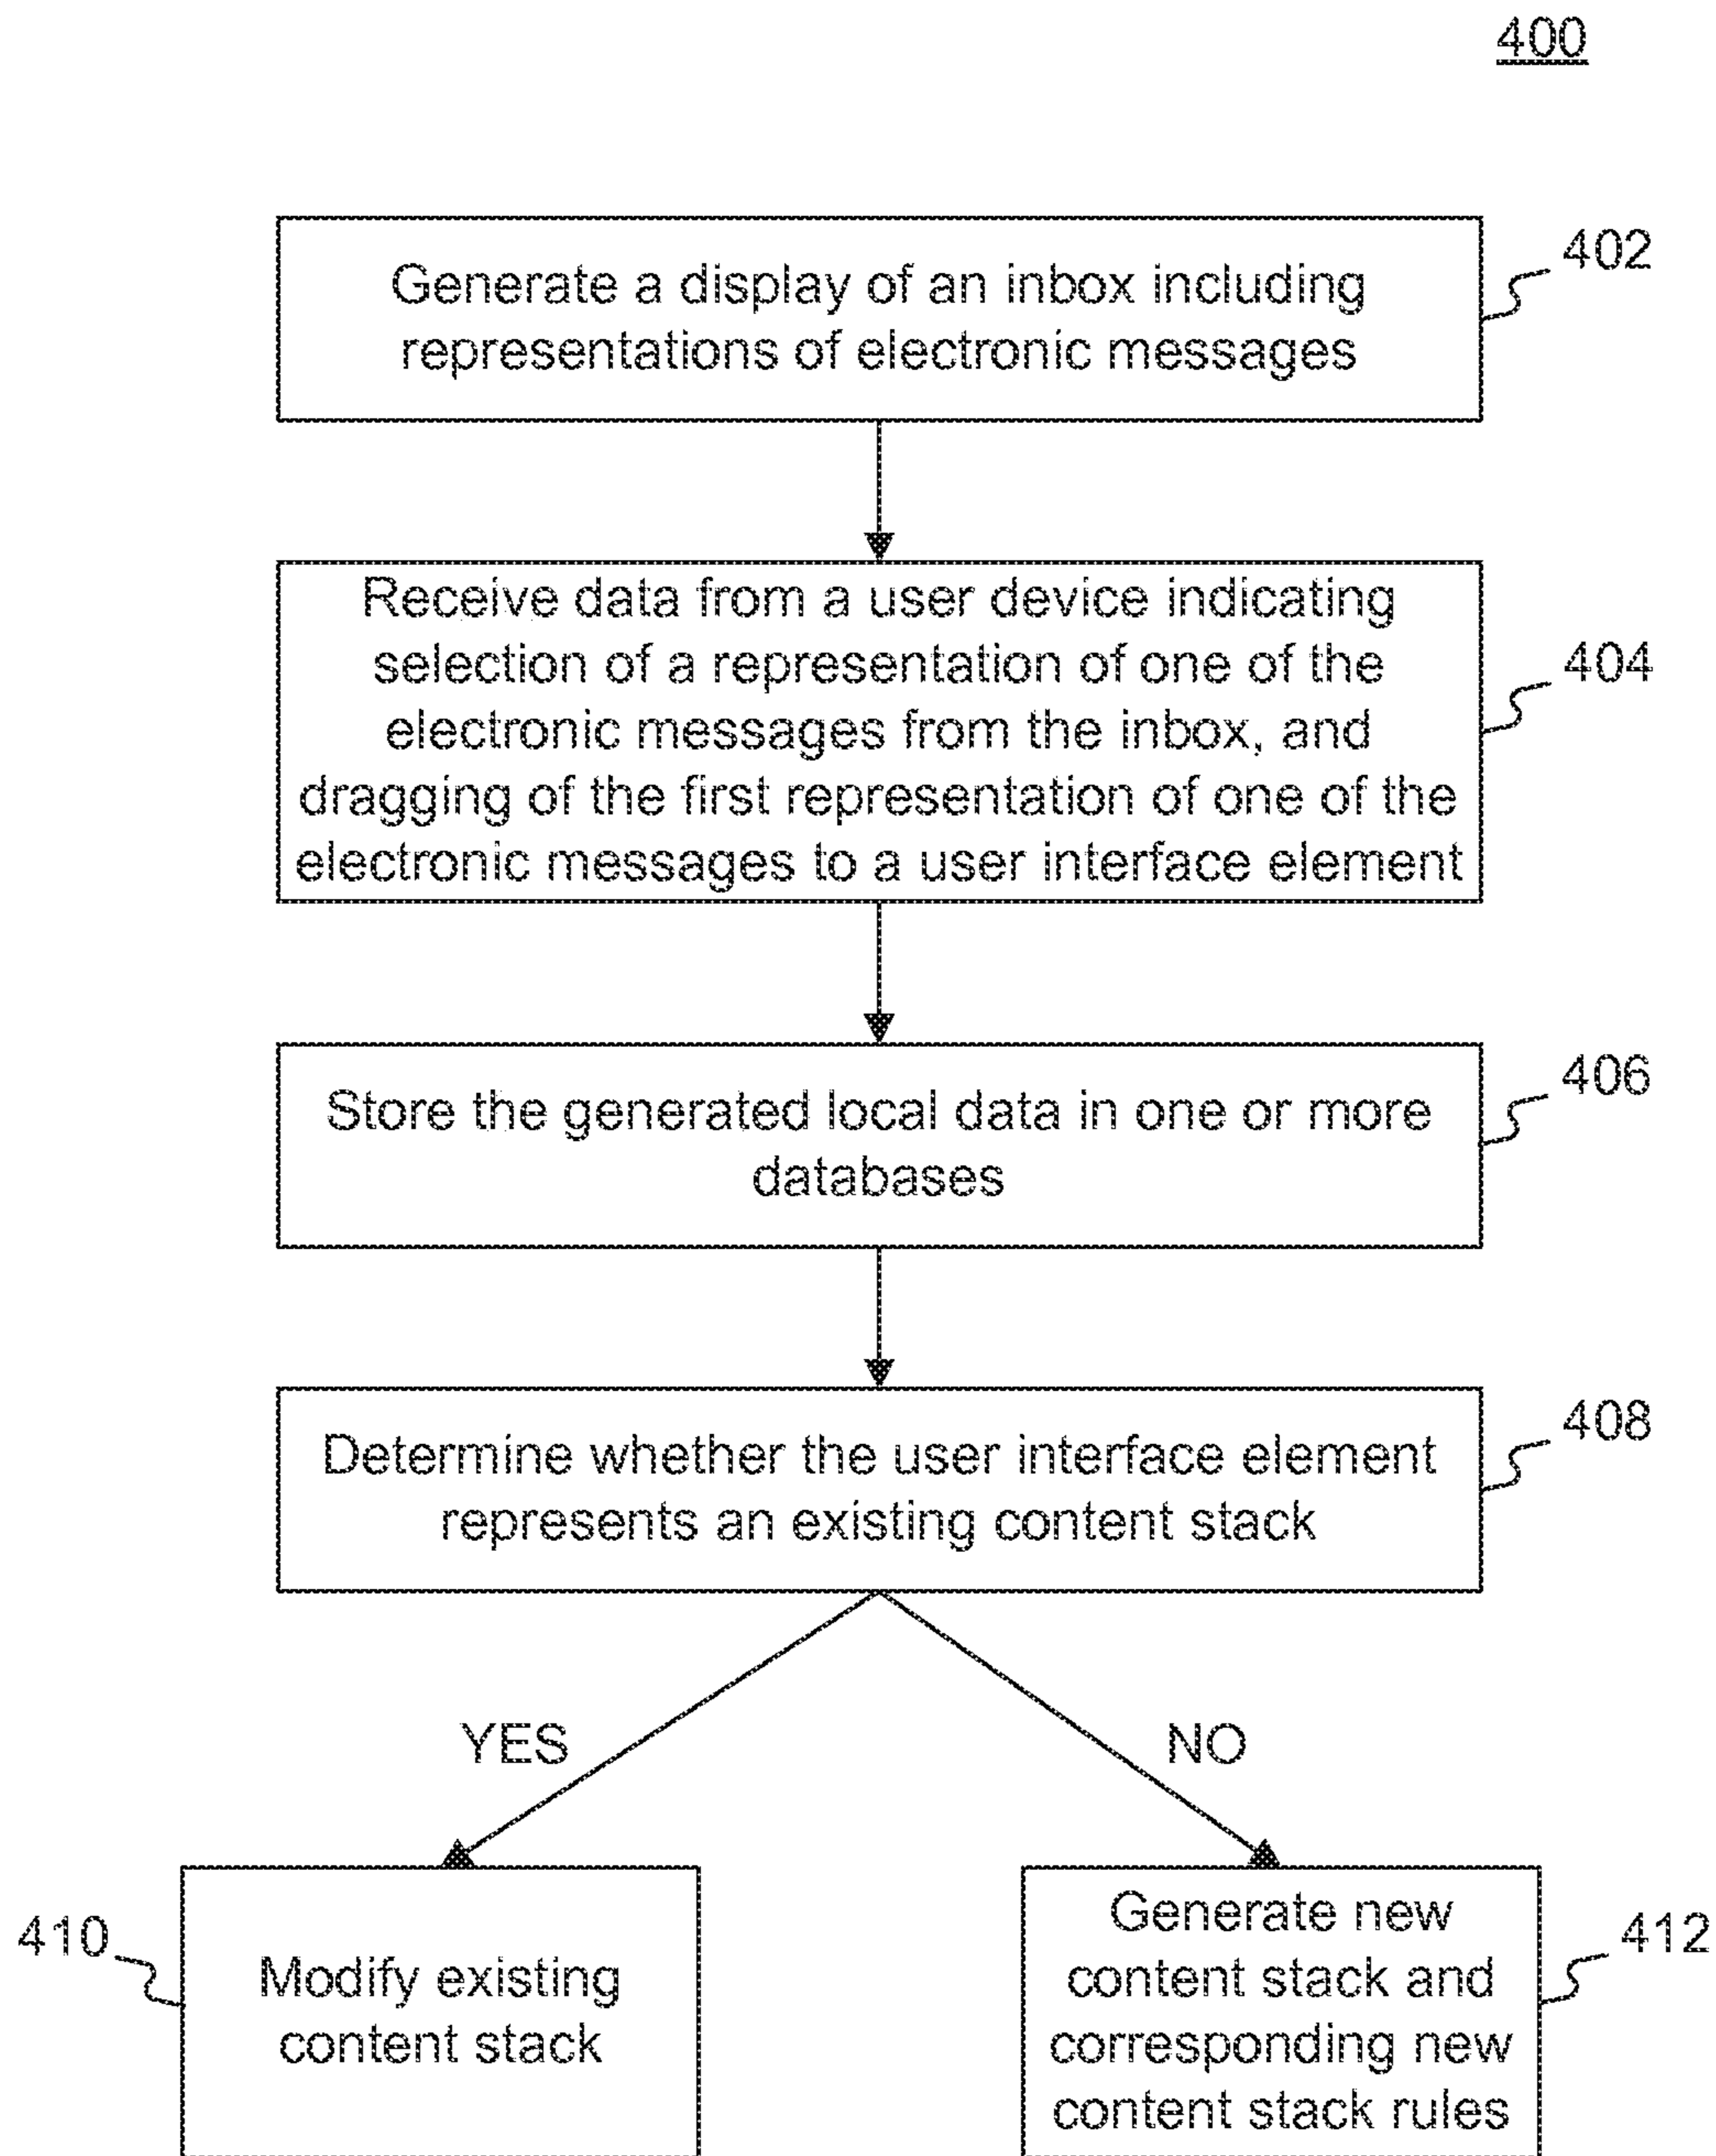 400
Generate a display of an inbox including
representations of electronic messages
402
Receive data from a user device indicating
selection of a representation of one of the
electronic messages from the inbox, and
dragging of the first representation of one of the
electronic messages to a user interface element
404
Store the generated local data in one or more
databases
406
Determine whether the user interface element
represents an existing content stack
408
YES
NO
410
Modify existing
content stack
Generate new
content stack and
corresponding new
content stack rules
412